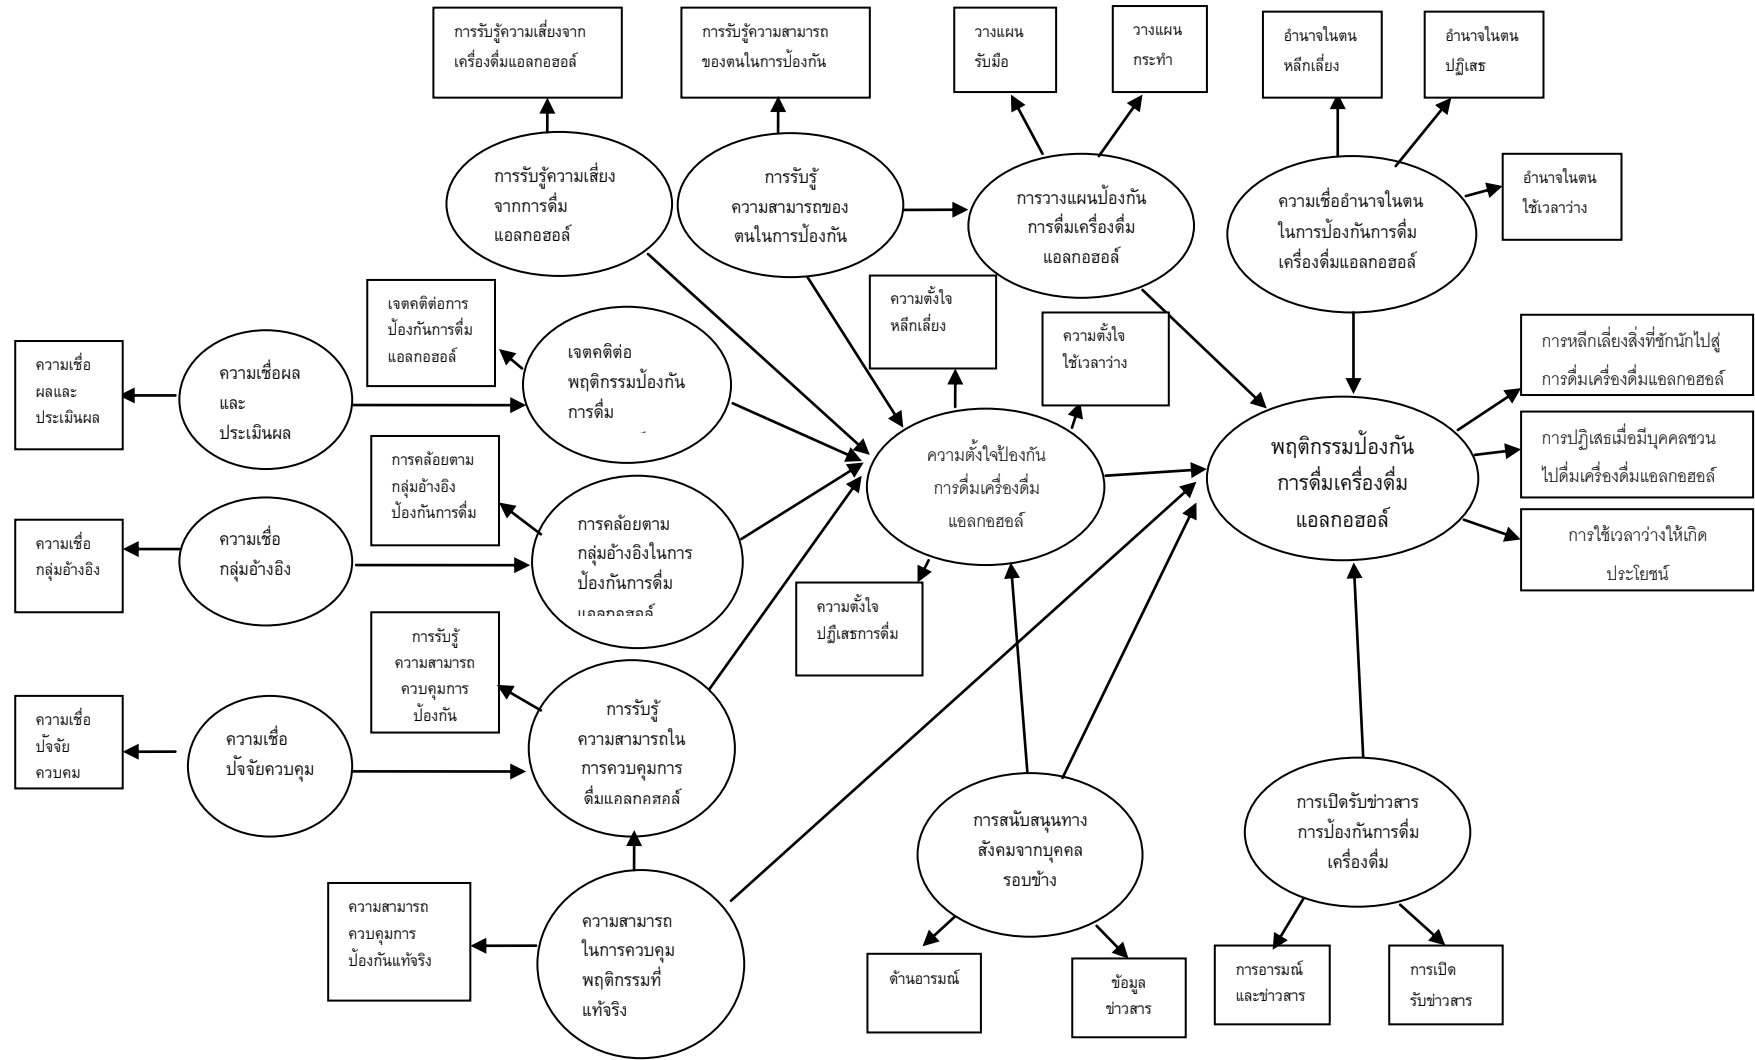 การรับรู้ความเสี่ยงจาก
เครื่องดื่มแอลกอฮอล์
การรับรู้ความสามารถ
ของตนในการป้องกัน
วางแผน
รับมือ
วางแผน
กระทำ
อำนาจในตน
หลีกเลี่ยง
อำนาจในตน
ปฏิเสธ
การรับรู้ความเสี่ยง
จากการดื่ม
แอลกอฮอล์
การรับรู้
ความสามารถของ
ตนในการป้องกัน
การวางแผนป้องกัน
การดื่มเครื่องดื่ม
แอลกอฮอล์
ความเชื่ออำนาจในตน
ในการป้องกันการดื่ม
เครื่องดื่มแอลกอฮอล์
อำนาจในตน
ใช้เวลาว่าง
ความเชื่อ
ผลและ
ประเมินผล
ความเชื่อผล
และ
ประเมินผล
เจตคติต่อการ
ป้องกันการดื่ม
แอลกอฮอล์
เจตคติต่อ
พฤติกรรมป้องกัน
การดื่ม
ความตั้งใจ
หลีกเลี่ยง
ความตั้งใจ
ใช้เวลาว่าง
การหลีกเลี่ยงสิ่งที่ชักนำไปสู่
การดื่มเครื่องดื่มแอลกอฮอล์
การปฏิเสธเมื่อมีบุคคลชวน
ไปดื่มเครื่องดื่มแอลกอฮอล์
การใช้เวลาว่างให้เกิด
ประโยชน์
ความเชื่อ
กลุ่มอ้างอิง
ความเชื่อ
กลุ่มอ้างอิง
การคล้อยตาม
กลุ่มอ้างอิง
ป้องกันการดื่ม
การคล้อยตาม
กลุ่มอ้างอิงในการ
ป้องกันการดื่ม
แอลกอฮอล์
ความตั้งใจป้องกัน
การดื่มเครื่องดื่ม
แอลกอฮอล์
พฤติกรรมป้องกัน
การดื่มเครื่องดื่ม
แอลกอฮอล์
ความตั้งใจ
ปฏิเสธการดื่ม
ความเชื่อ
ปัจจัย
ควบคุม
ความเชื่อ
ปัจจัยควบคุม
การรับรู้
ความสามารถ
ควบคุมการ
ป้องกัน
การรับรู้
ความสามารถใน
การควบคุมการ
ดื่มแอลกอฮอล์
ความสามารถ
ควบคุมการ
ป้องกันแท้จริง
ความสามารถ
ในการควบคุม
พฤติกรรมที่
แท้จริง
การสนับสนุนทาง
สังคมจากบุคคล
รอบข้าง
ด้านอารมณ์
ข้อมูล
ข่าวสาร
การเปิดรับข่าวสาร
การป้องกันการดื่ม
เครื่องดื่ม
การอารมณ์
และข่าวสาร
การเปิด
รับข่าวสาร